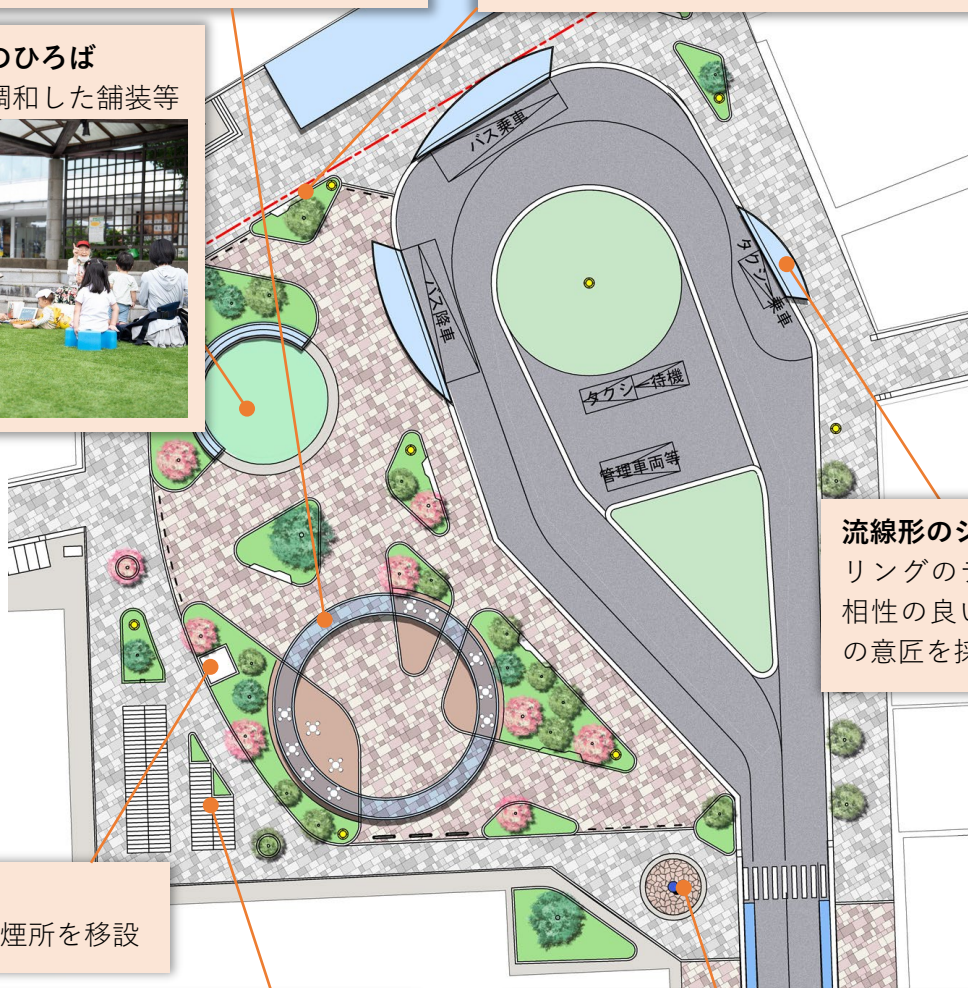 のひろば
調和した舗装等
バス乗車
バス降車
タクシー乗車
タクシー待機
管理車両等
流線形の
リングの
相性の良い
の意匠を採
煙所を移設